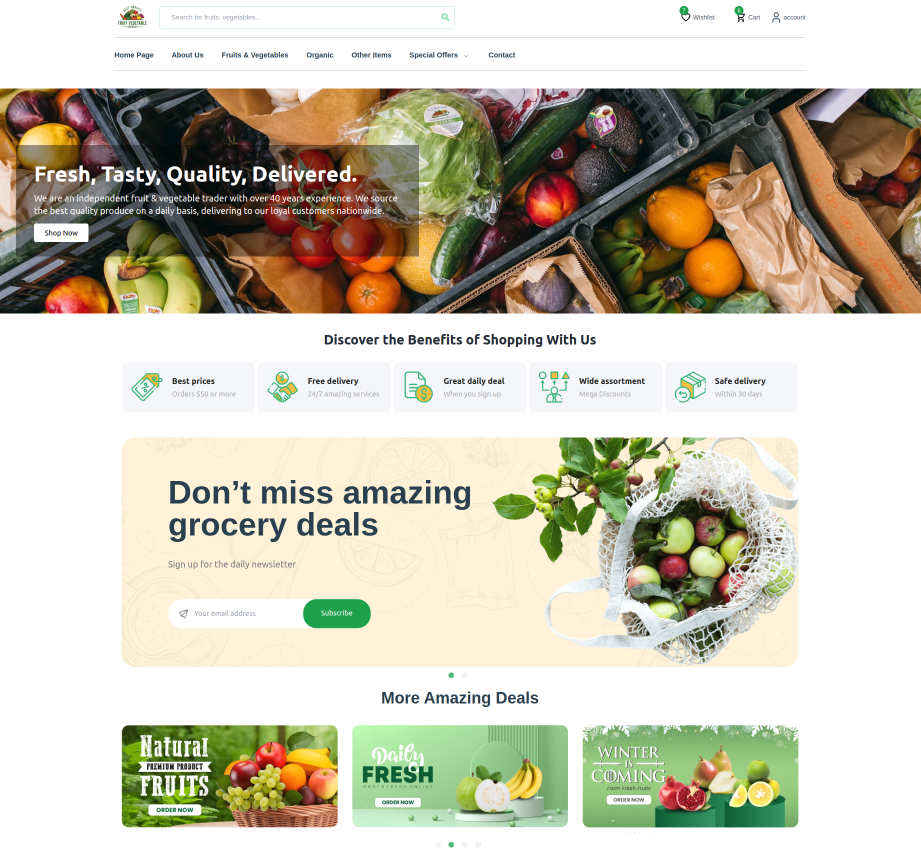 FRUIT VEGETABLE
Search for fruits, vegetables...
7
Wishlist
6
Cart
account
Home Page
About Us
Fruits & Vegetables
Organic
Other Items
Special Offers
Contact
Fresh, Tasty, Quality, Delivered.
We are an independent fruit & vegetable trader with over 40 years experience. We source
the best quality produce on a daily basis, delivering to our loyal customers nationwide.
Shop Now
Discover the Benefits of Shopping With Us
Best prices
Orders $50 or more
Free delivery
24/7 amazing services
Great daily deal
When you sign up
Wide assortment
Mega Discounts
Safe delivery
Within 30 days
Don’t miss amazing
grocery deals
Sign up for the daily newsletter
Your email address
Subscribe
More Amazing Deals
Natural
PREMIUM PRODUCT
FRUITS
ORDER NOW
Daily
FRESH
ORDER FRESH ONLINE
ORDER NOW
WINTER
IS
COMING
Farm Fresh Fruits
ORDER NOW